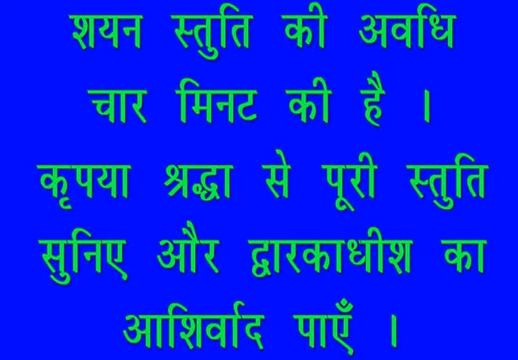 शयन स्तुति की अवधि
चार मिनट की है ।
कृपया श्रद्धा से पूरी स्तुति
सुनिए और द्वारकाधीश का
आशिर्वाद पाएँ ।